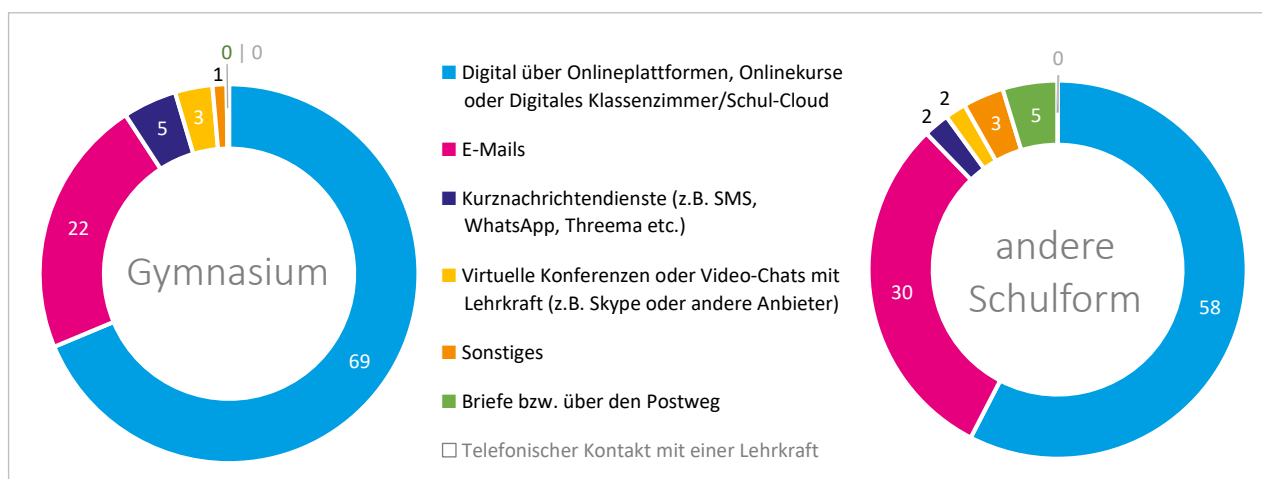 0 | 0
1
3
5
22
69
Gymnasium
Digital über Onlineplattformen, Onlinekurse
oder Digitales Klassenzimmer/Schul-Cloud
E-Mails
Kurznachrichtendienste (z.B. SMS,
WhatsApp, Threema etc.)
Virtuelle Konferenzen oder Video-Chats mit
Lehrkraft (z.B. Skype oder andere Anbieter)
Sonstiges
Briefe bzw. über den Postweg
Telefonischer Kontakt mit einer Lehrkraft
0
5
3
2
2
30
58
andere
Schulform